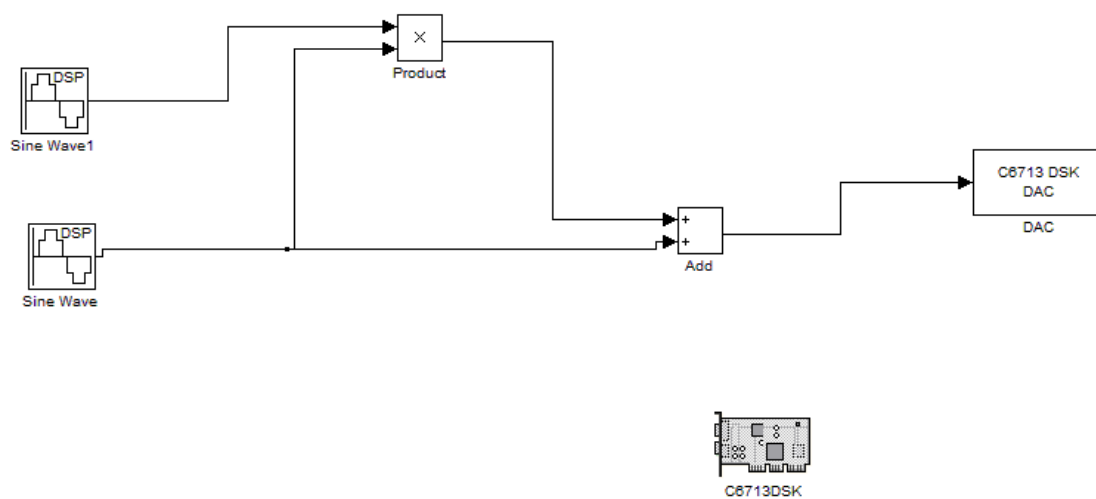 ×
Product
DSP
Sine Wave1
DSP
Sine Wave
+
+
Add
C6713 DSK
DAC
DAC
C6713DSK